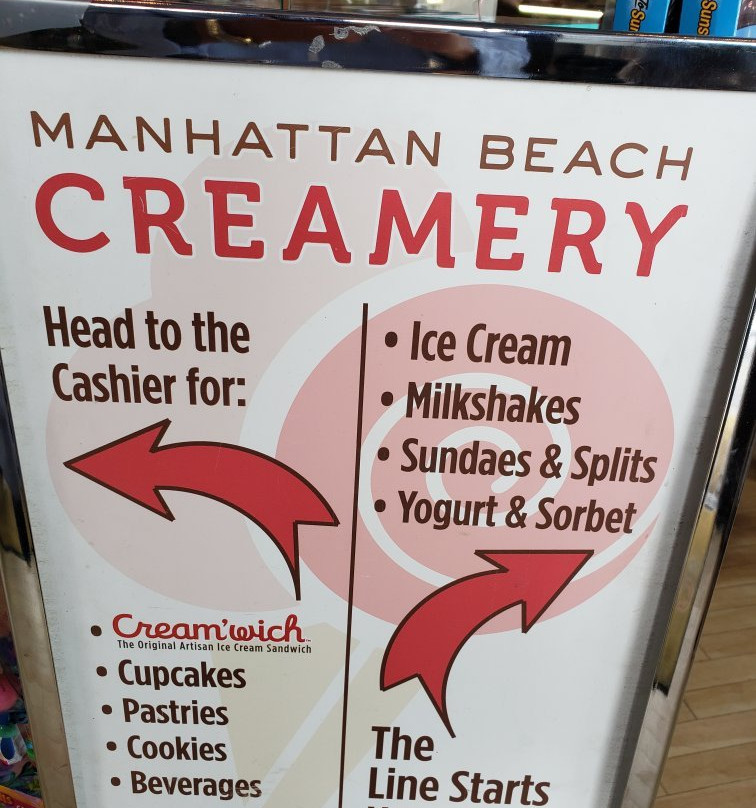 MANHATTAN BEACH
CREAMERY
Head to the
Cashier for:
• Cream'wich™
The Original Artisan Ice Cream Sandwich
• Cupcakes
• Pastries
• Cookies
• Beverages
• Ice Cream
• Milkshakes
• Sundaes & Splits
• Yogurt & Sorbet
The
Line Starts